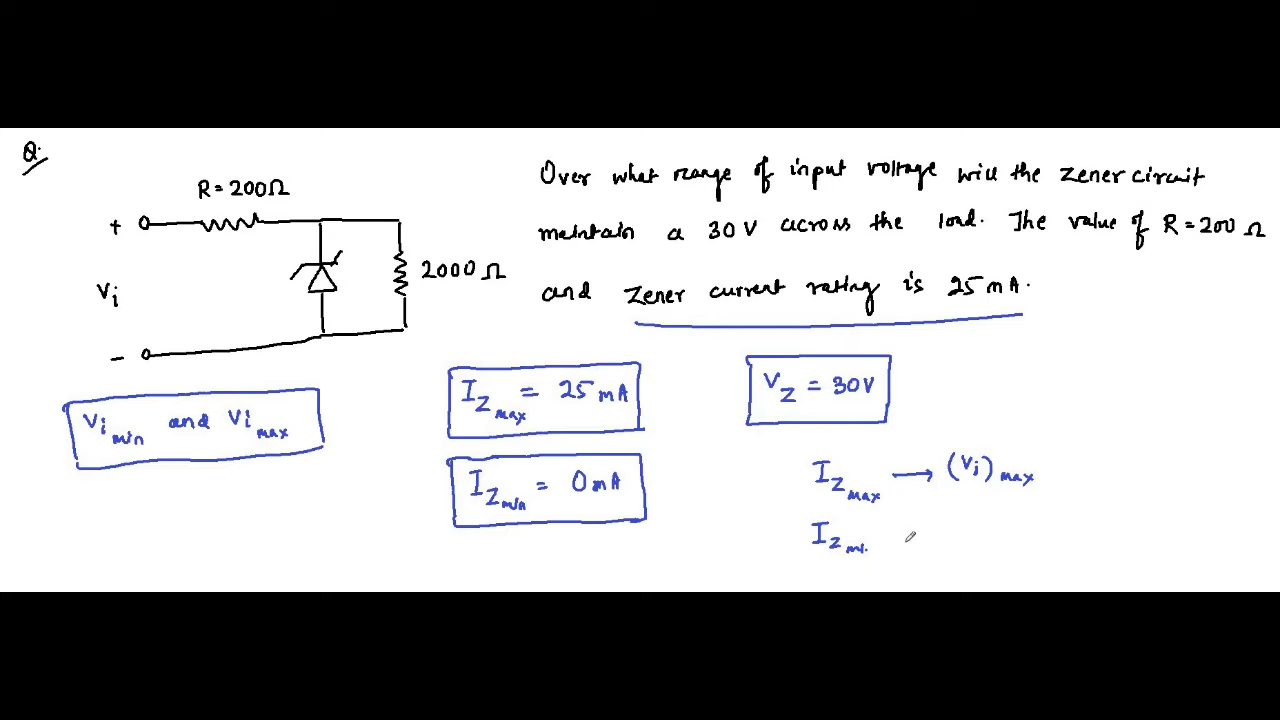 Q.
R = 200Ω
+
Vi
-
2000 Ω
Over what range of input voltage will the zener circuit
maintain a 30 V across the load. The value of R = 200 Ω
and Zener current rating is 25 mA.
Vi min and Vi max
IZ max = 25 mA
IZ min = 0 mA
VZ = 30V
IZ max → (Vi) max
IZ mi.